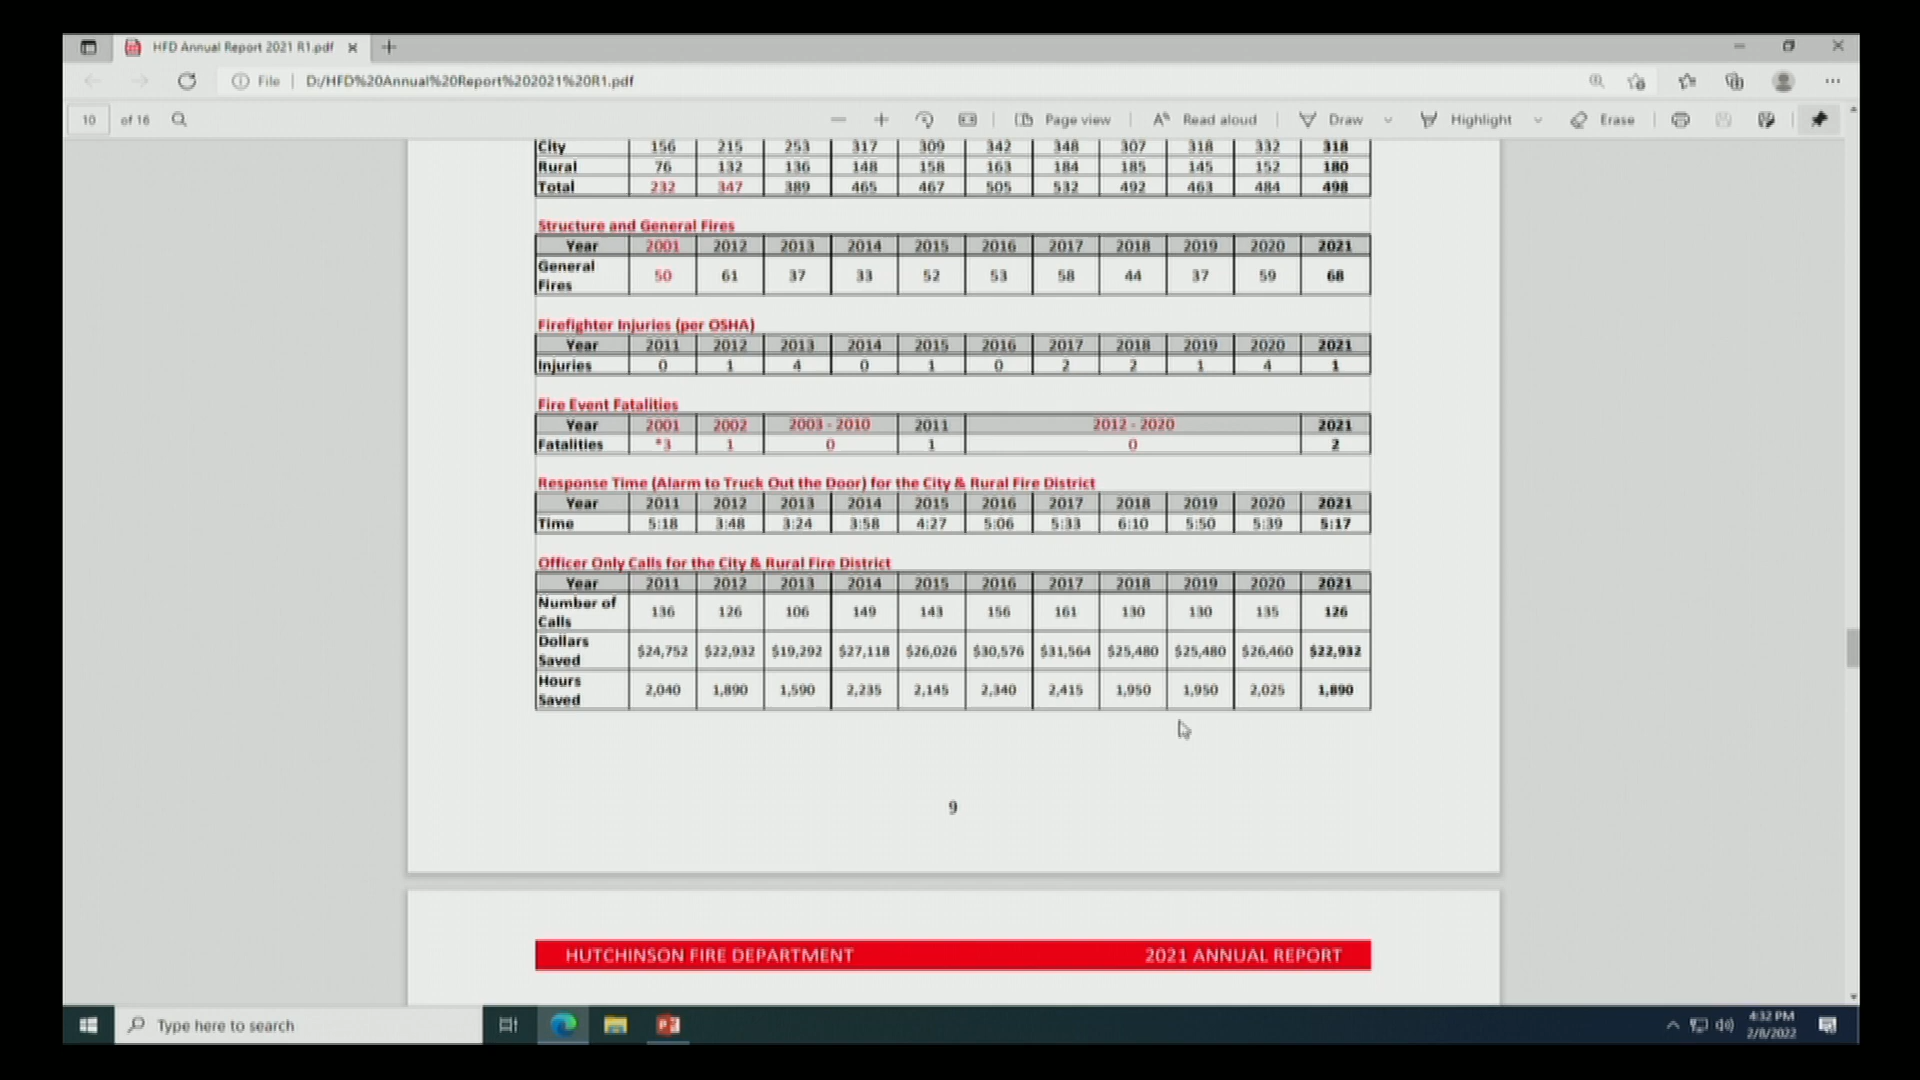 HFD Annual Report 2021 R1.pdf
File | D:/HFD%20Annual%20Report%202021%20R1.pdf
10 of 16 Page view Read aloud Draw Highlight Erase
City 156 215 253 317 309 342 348 307 318 332 318
Rural 76 132 136 148 158 163 184 185 145 152 180
Total 232 347 389 465 467 505 532 492 463 484 498
Structure and General Fires
Year 2001 2012 2013 2014 2015 2016 2017 2018 2019 2020 2021
General Fires 50 61 37 33 52 53 58 44 37 59 68
Firefighter Injuries (per OSHA)
Year 2011 2012 2013 2014 2015 2016 2017 2018 2019 2020 2021
Injuries 0 1 4 0 1 0 2 2 1 4 1
Fire Event Fatalities
Year 2001 2002 2003 - 2010 2011 2012 - 2020 2021
Fatalities *3 1 0 1 0 2
Response Time (Alarm to Truck Out the Door) for the City & Rural Fire District
Year 2011 2012 2013 2014 2015 2016 2017 2018 2019 2020 2021
Time 5:18 3:48 3:24 3:58 4:27 5:06 5:33 6:10 5:50 5:39 5:17
Officer Only Calls for the City & Rural Fire District
Year 2011 2012 2013 2014 2015 2016 2017 2018 2019 2020 2021
Number of Calls 136 126 106 149 143 156 161 130 130 135 126
Dollars Saved $24,752 $22,932 $19,292 $27,118 $26,026 $30,576 $31,564 $25,480 $25,480 $26,460 $22,932
Hours Saved 2,040 1,890 1,590 2,235 2,145 2,340 2,415 1,950 1,950 2,025 1,890
9
HUTCHINSON FIRE DEPARTMENT 2021 ANNUAL REPORT
Type here to search
4:32 PM
2/8/2022